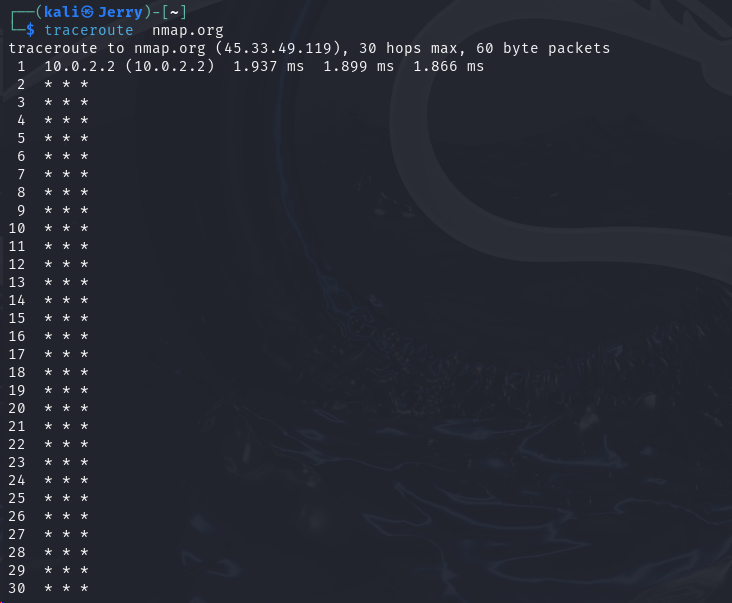 ┌──(kali㉿Jerry)-[~]
└─$ traceroute  nmap.org
traceroute to nmap.org (45.33.49.119), 30 hops max, 60 byte packets
 1  10.0.2.2 (10.0.2.2)  1.937 ms  1.899 ms  1.866 ms
 2  * * *
 3  * * *
 4  * * *
 5  * * *
 6  * * *
 7  * * *
 8  * * *
 9  * * *
10  * * *
11  * * *
12  * * *
13  * * *
14  * * *
15  * * *
16  * * *
17  * * *
18  * * *
19  * * *
20  * * *
21  * * *
22  * * *
23  * * *
24  * * *
25  * * *
26  * * *
27  * * *
28  * * *
29  * * *
30  * * *